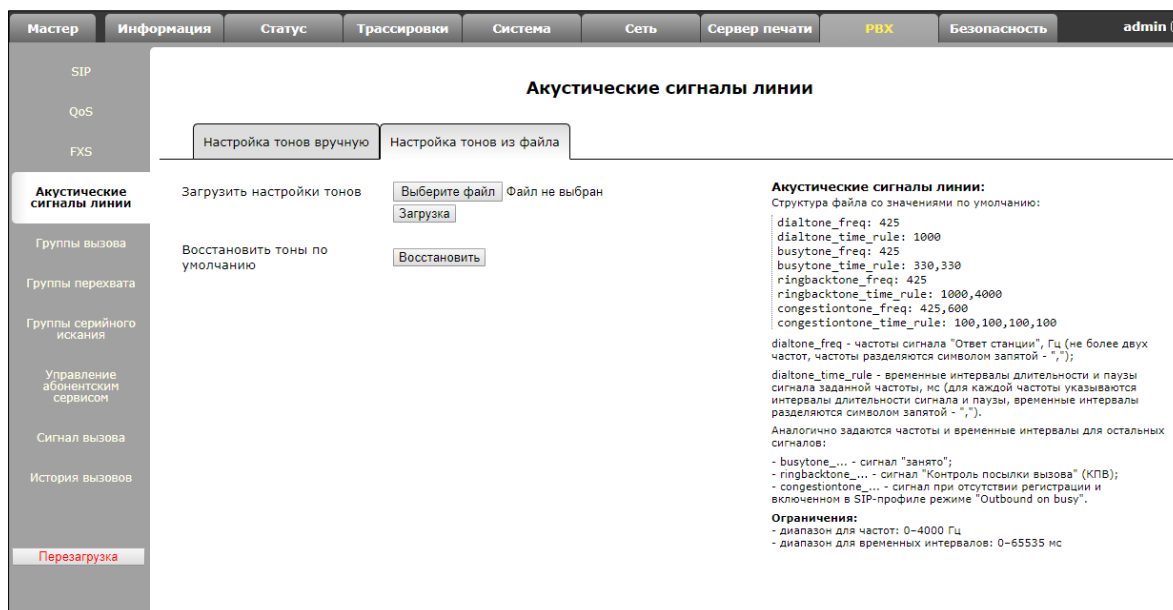 Мастер
Информация
Статус
Трассировки
Система
Сеть
Сервер печати
PBX
Безопасность
admin
SIP
QoS
FXS
Акустические
сигналы линии
Группы вызова
Группы перехвата
Группы серийного
искания
Управление
абонентским
сервисом
Сигнал вызова
История вызовов
Перезагрузка
Акустические сигналы линии
Настройка тонов вручную
Настройка тонов из файла
Загрузить настройки тонов
Выберите файл Файл не выбран
Загрузка
Восстановить тоны по
умолчанию
Восстановить
Акустические сигналы линии:
Структура файла со значениями по умолчанию:
dialtone_freq: 425
dialtone_time_rule: 1000
busytone_freq: 425
busytone_time_rule: 330,330
ringbacktone_freq: 425
ringbacktone_time_rule: 1000,4000
congestiontone_freq: 425,600
congestiontone_time_rule: 100,100,100,100
dialtone_freq - частоты сигнала "Ответ станции", Гц (не более двух
частот, частоты разделяются символом запятой - ",");
dialtone_time_rule - временные интервалы длительности и паузы
сигнала заданной частоты, мс (для каждой частоты указываются
интервалы длительности сигнала и паузы, временные интервалы
разделяются символом запятой - ",").
Аналогично задаются частоты и временные интервалы для остальных
сигналов:
- busytone_... - сигнал "занято";
- ringbacktone_... - сигнал "Контроль посылки вызова" (КПВ);
- congestiontone_... - сигнал при отсутствии регистрации и
включенном в SIP-профиле режиме "Outbound on busy".
Ограничения:
- диапазон для частот: 0–4000 Гц
- диапазон для временных интервалов: 0–65535 мс